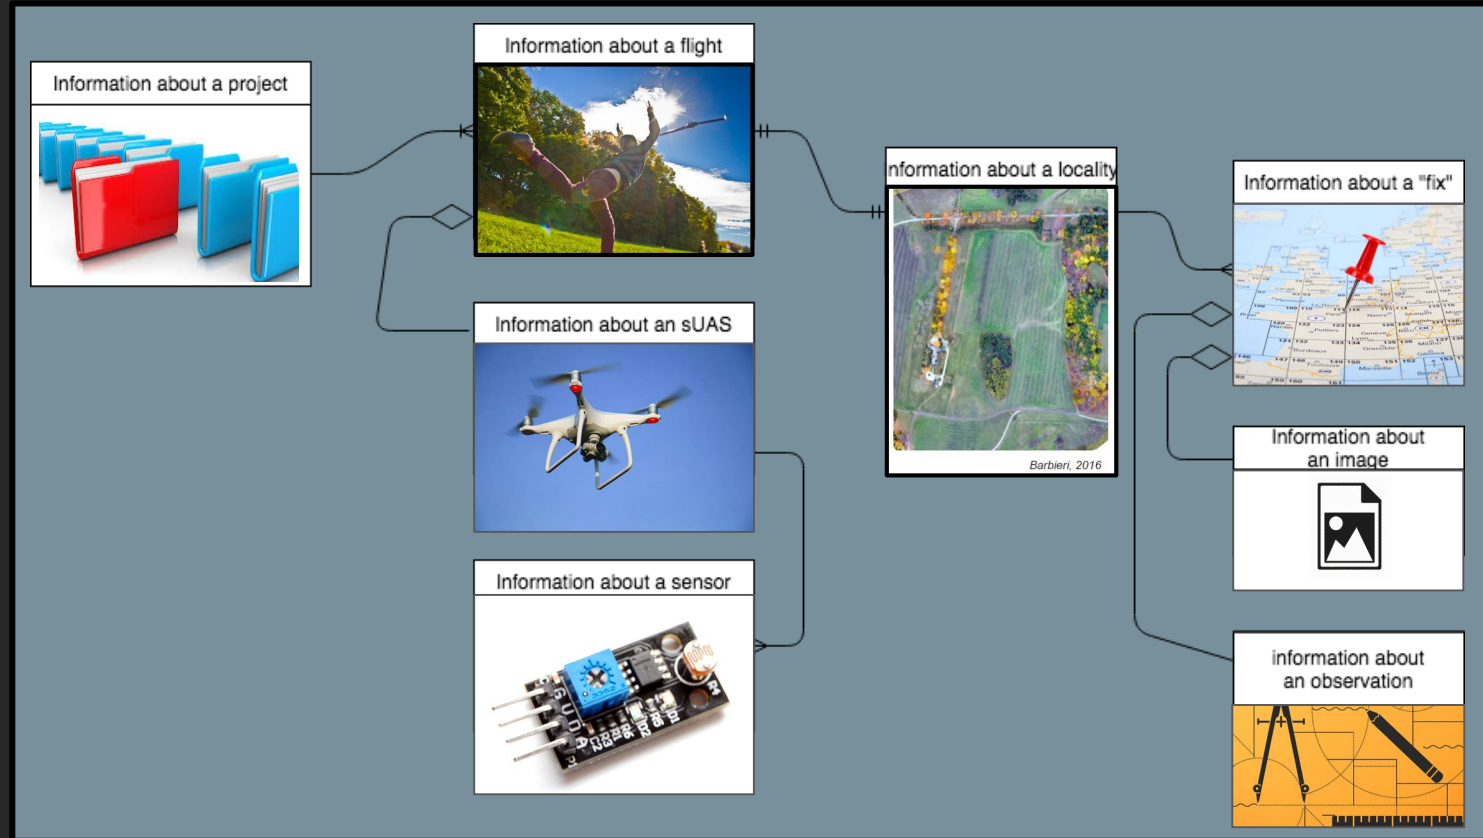 Information about a flight
Information about a project
nformation about a locality
Information about a "fix"
Information about an sUAS
Information about
an image
Barbieri, 2016
Information about a sensor
information about
an observation